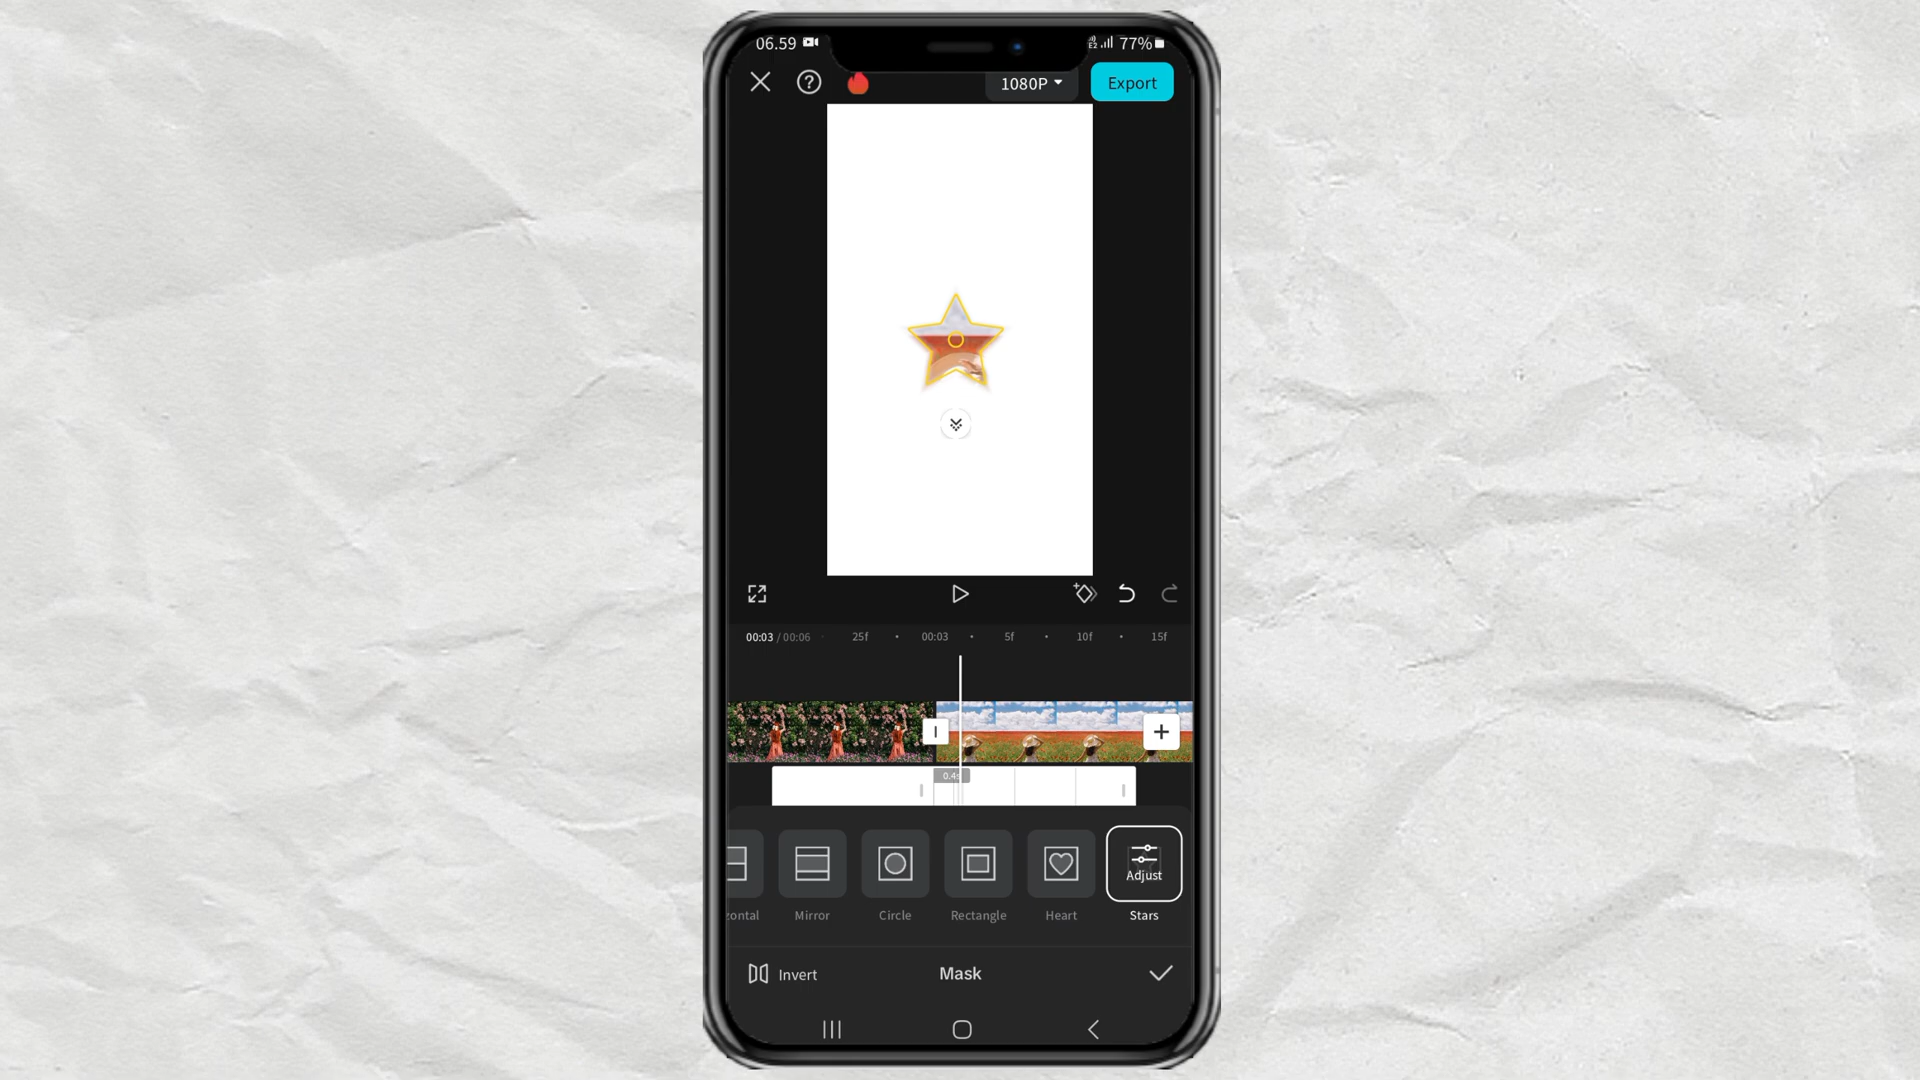 06.59
77%
1080P
Export
00:03 / 00:06
25f
00:03
5f
10f
15f
Adjust
Mirror
Circle
Rectangle
Heart
Stars
Invert
Mask